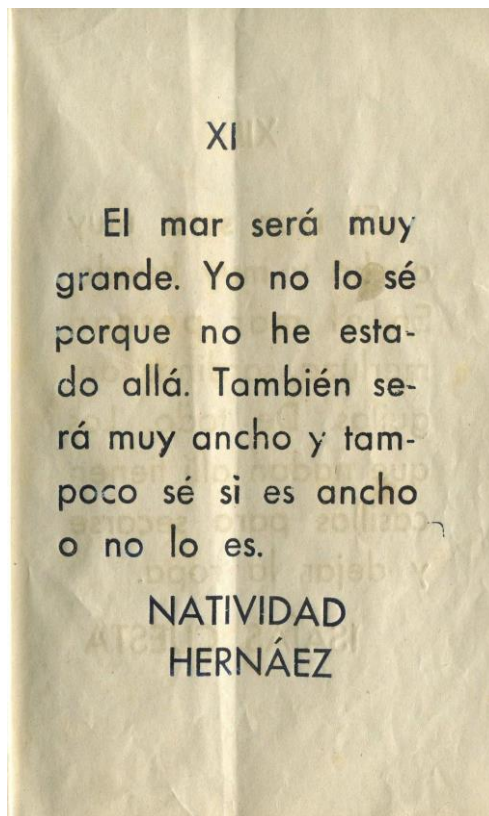 XI
El mar será muy
grande. Yo no lo sé
porque no he esta-
do allá. También se-
rá muy ancho y tam-
poco sé si es ancho
o no lo es.
NATIVIDAD
HERNÁEZ